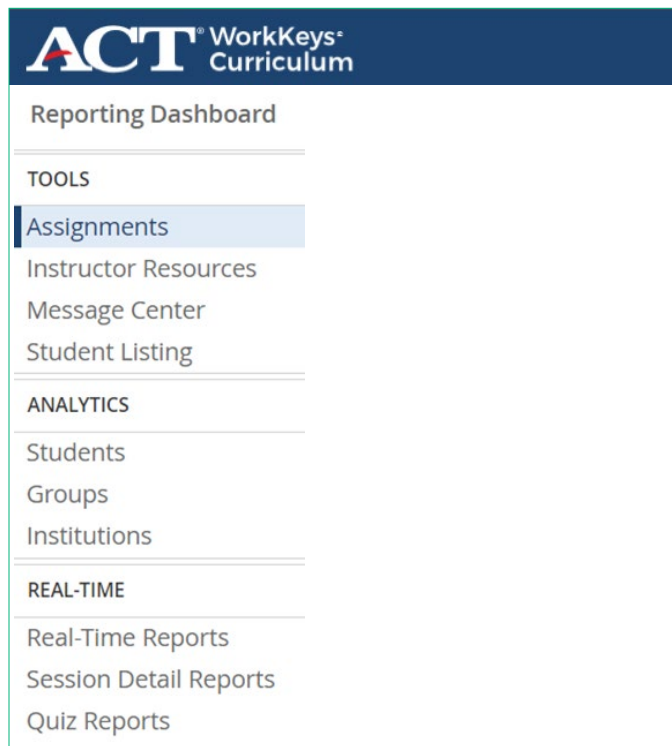 ACT® WorkKeys®
Curriculum
Reporting Dashboard
TOOLS
Assignments
Instructor Resources
Message Center
Student Listing
ANALYTICS
Students
Groups
Institutions
REAL-TIME
Real-Time Reports
Session Detail Reports
Quiz Reports